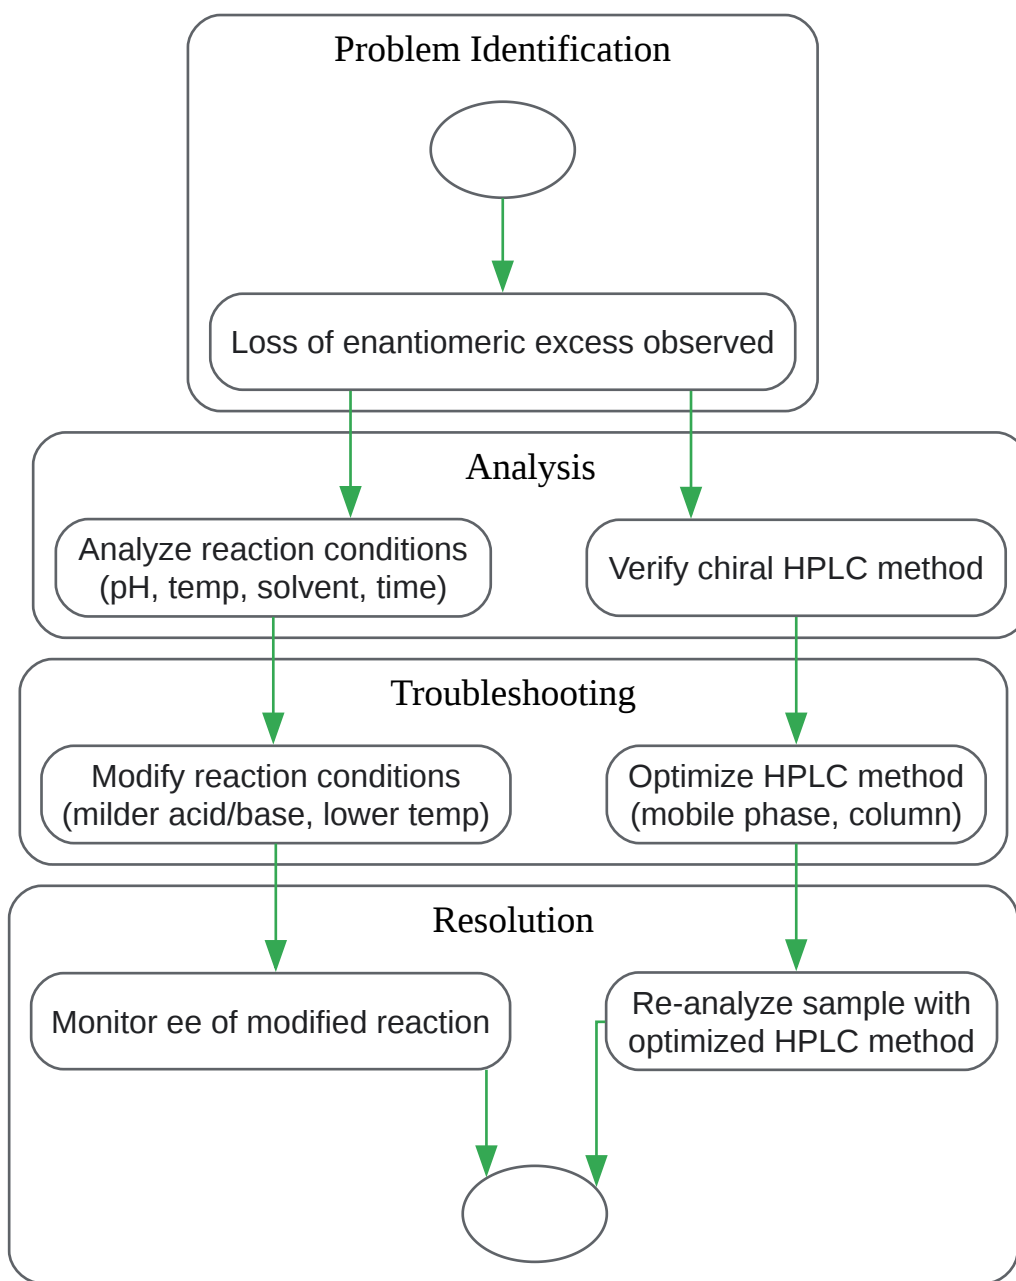 Problem Identification
Loss of enantiomeric excess observed
Analysis
Analyze reaction conditions
(pH, temp, solvent, time)
Verify chiral HPLC method
Troubleshooting
Modify reaction conditions
(milder acid/base, lower temp)
Optimize HPLC method
(mobile phase, column)
Resolution
Monitor ee of modified reaction
Re-analyze sample with
optimized HPLC method